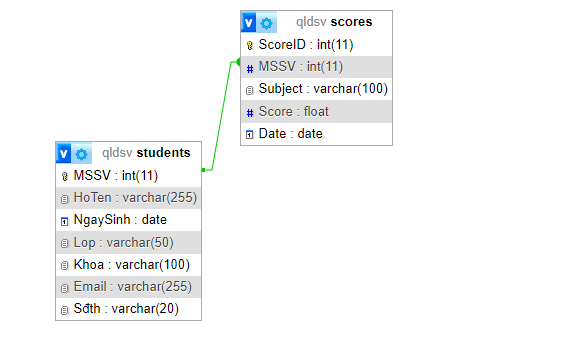 qldsv scores
ScoreID : int(11)
MSSV : int(11)
Subject : varchar(100)
Score : float
Date : date
qldsv students
MSSV : int(11)
HoTen : varchar(255)
NgaySinh : date
Lop : varchar(50)
Khoa : varchar(100)
Email : varchar(255)
Sđth : varchar(20)